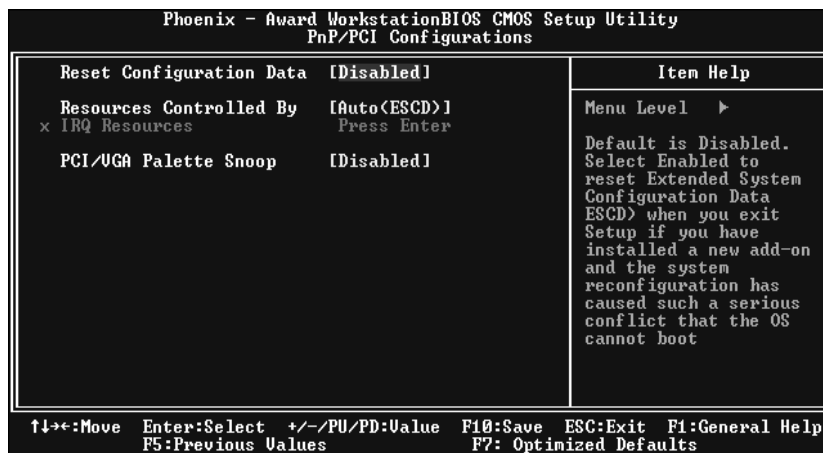 Phoenix - Award WorkstationBIOS CMOS Setup Utility
PnP/PCI Configurations
Reset Configuration Data [Disabled]
Resources Controlled By [Auto(ESCD)]
x IRQ Resources Press Enter
PCI/VGA Palette Snoop [Disabled]
Item Help
Menu Level ▶
Default is Disabled.
Select Enabled to
reset Extended System
Configuration Data
ESCD) when you exit
Setup if you have
installed a new add-on
and the system
reconfiguration has
caused such a serious
conflict that the OS
cannot boot
↑↓→←:Move Enter:Select +/-/PU/PD:Value F10:Save ESC:Exit F1:General Help
F5:Previous Values F7: Optimized Defaults